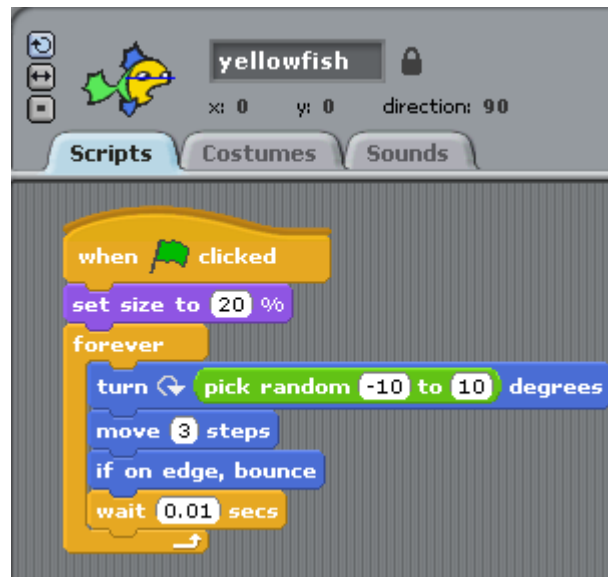 yellowfish
x: 0 y: 0 direction: 90
Scripts Costumes Sounds
when clicked
set size to 20 %
forever
turn pick random -10 to 10 degrees
move 3 steps
if on edge, bounce
wait 0.01 secs